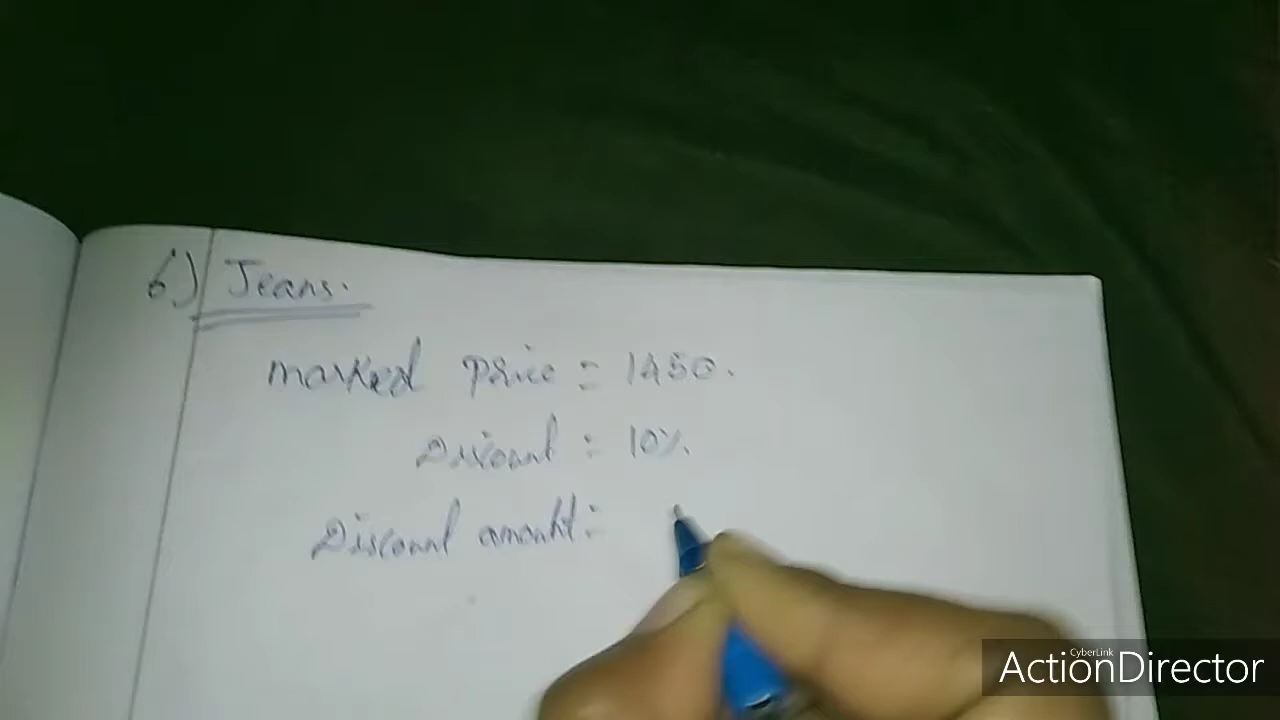 6) Jeans.
marked price = 1450.
Discount = 10%
Discount amount =
CyberLink
ActionDirector